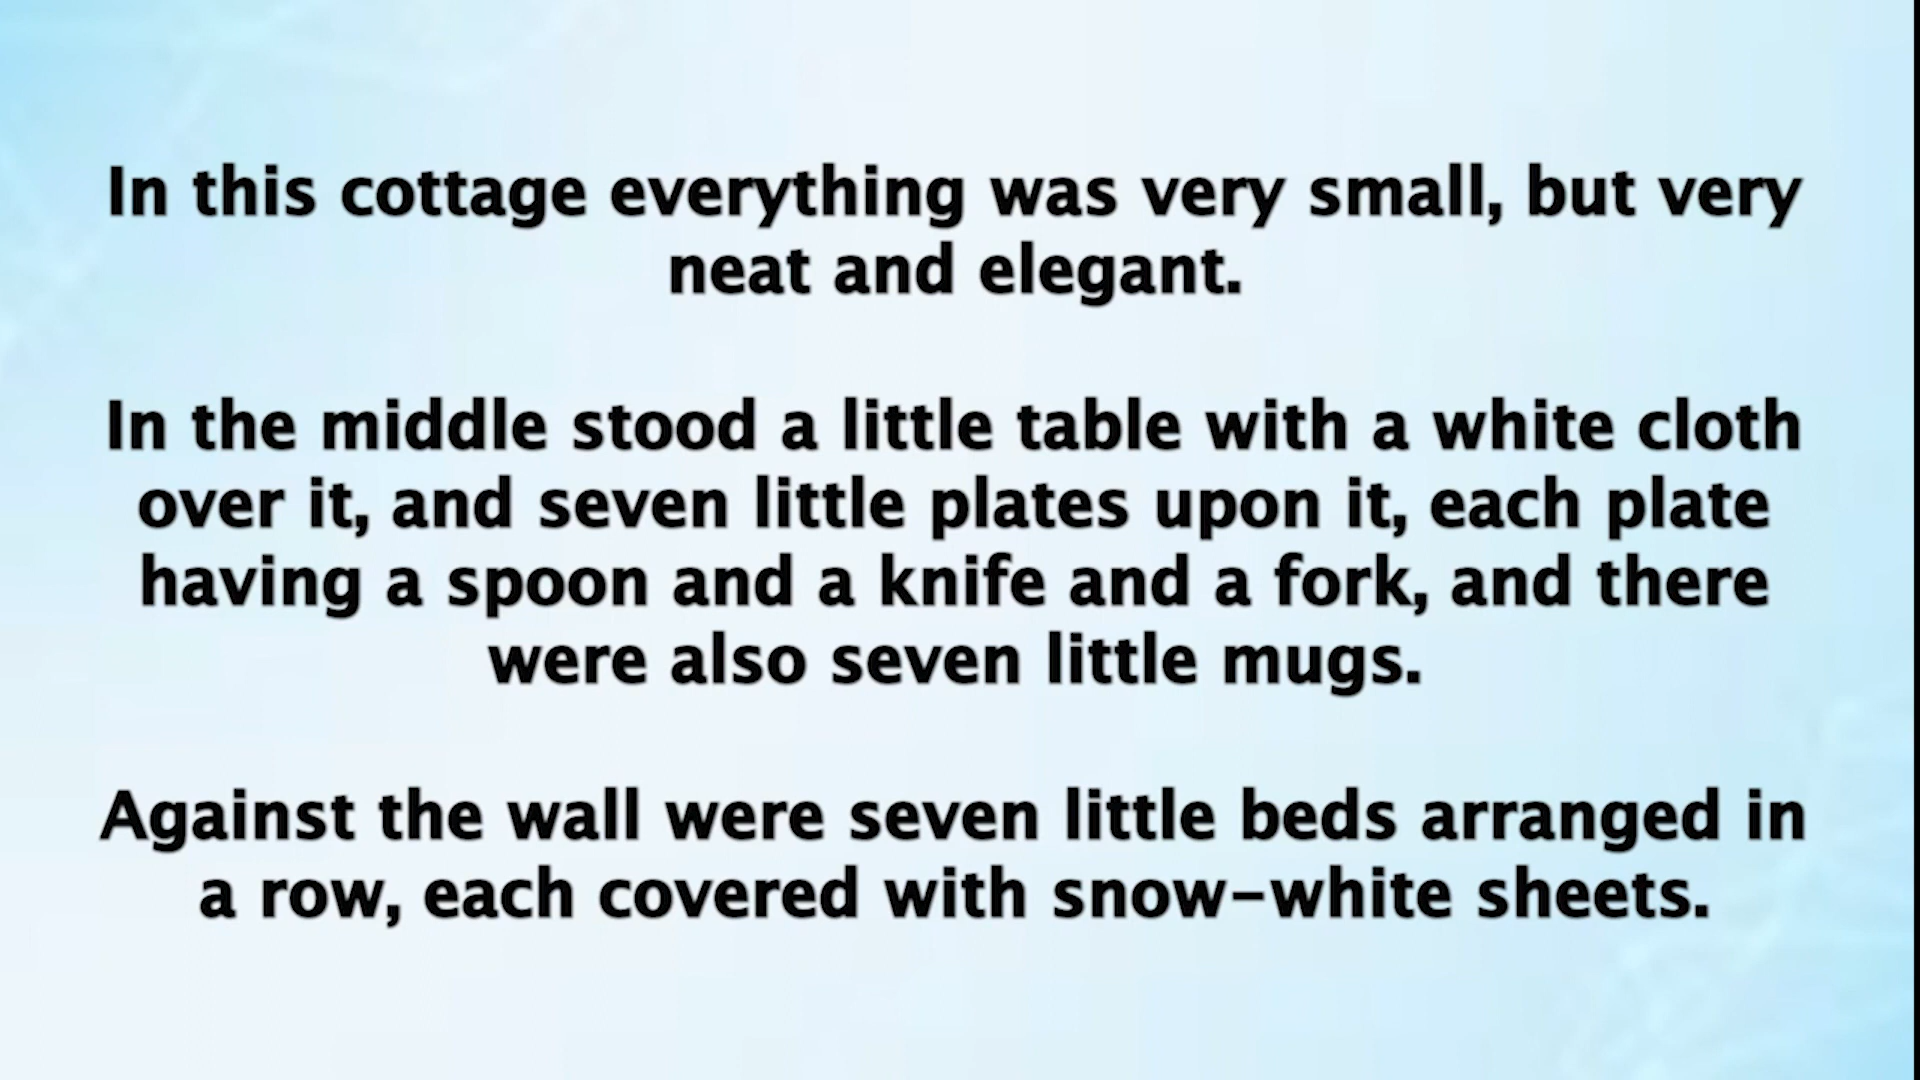 In this cottage everything was very small, but very
neat and elegant.
In the middle stood a little table with a white cloth
over it, and seven little plates upon it, each plate
having a spoon and a knife and a fork, and there
were also seven little mugs.
Against the wall were seven little beds arranged in
a row, each covered with snow-white sheets.